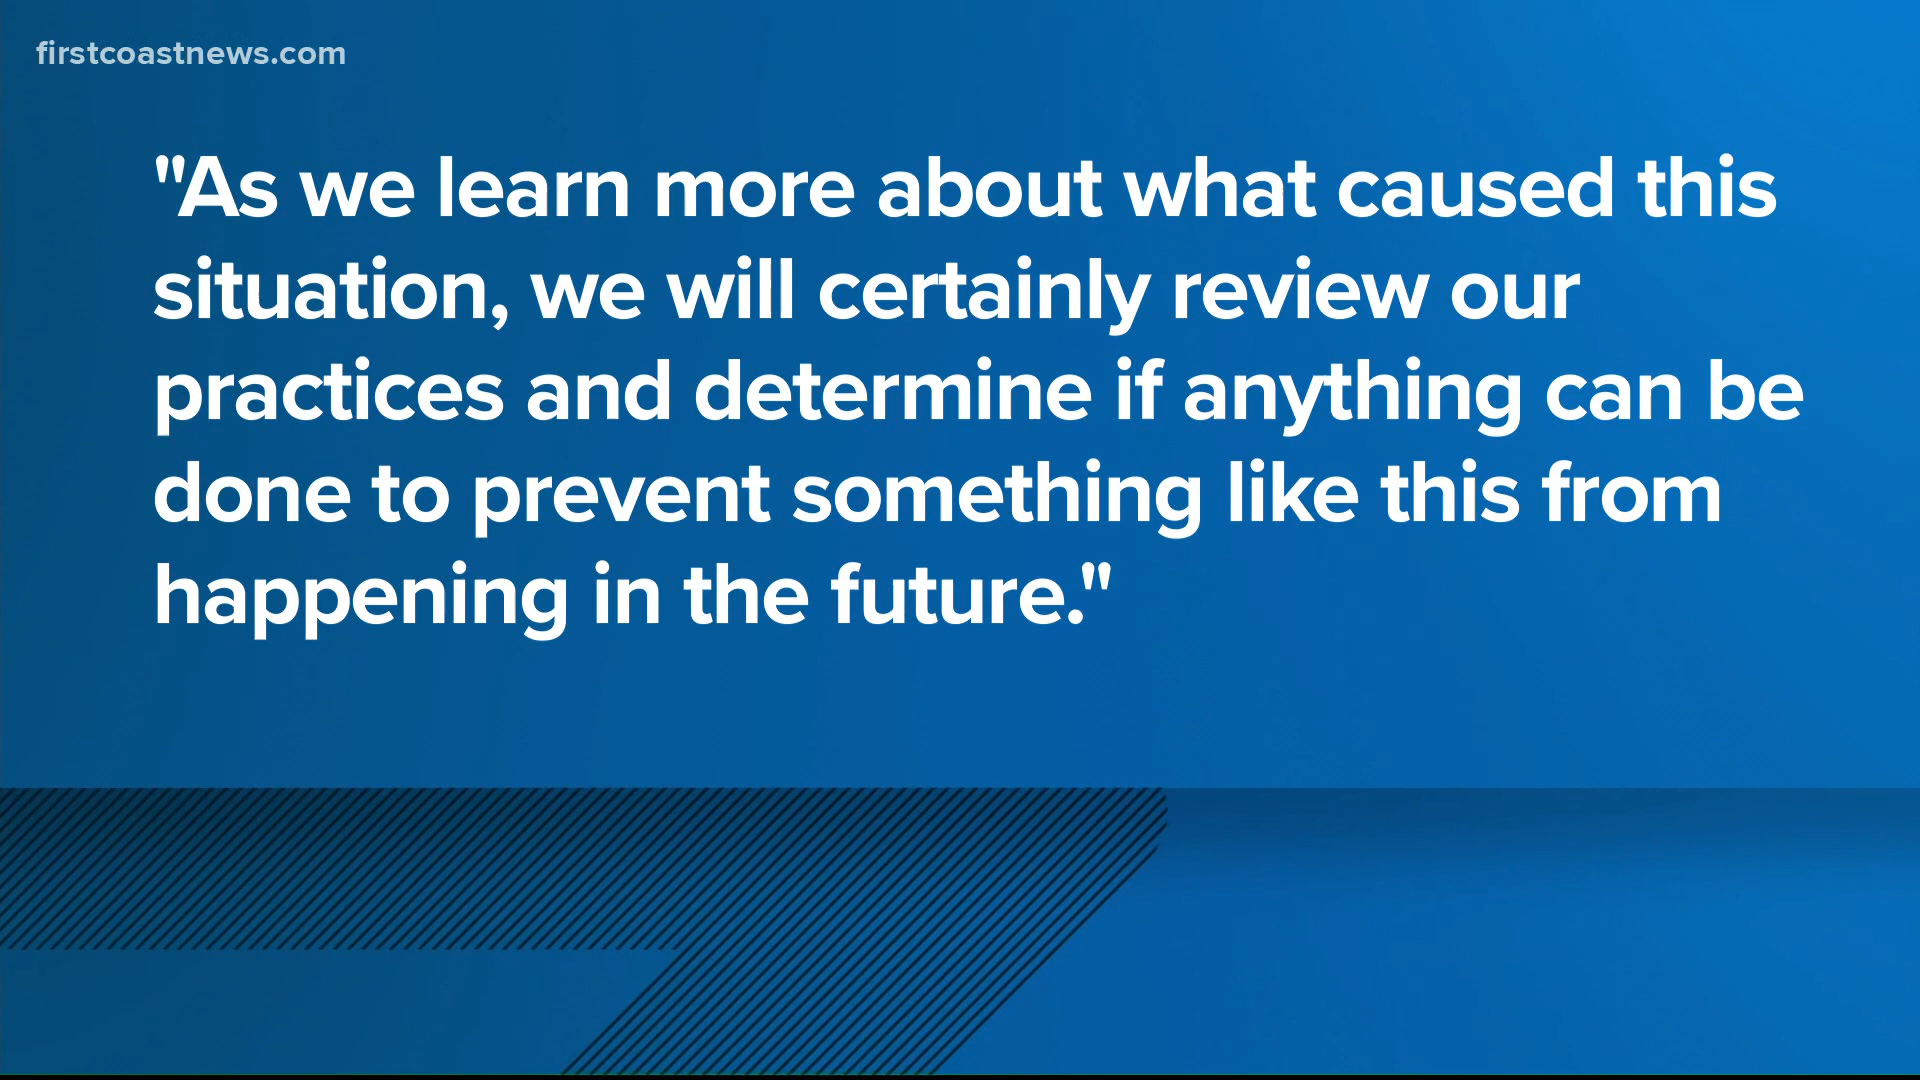 firstcoastnews.com
"As we learn more about what caused this
situation, we will certainly review our
practices and determine if anything can be
done to prevent something like this from
happening in the future."